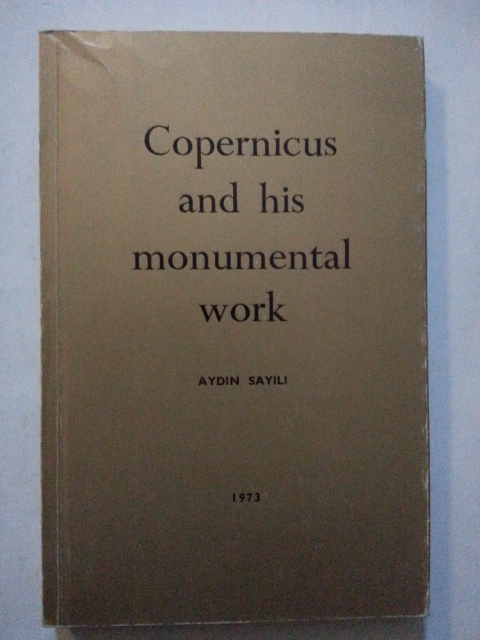 Copernicus
and his
monumental
work
AYDIN SAYILI
1973